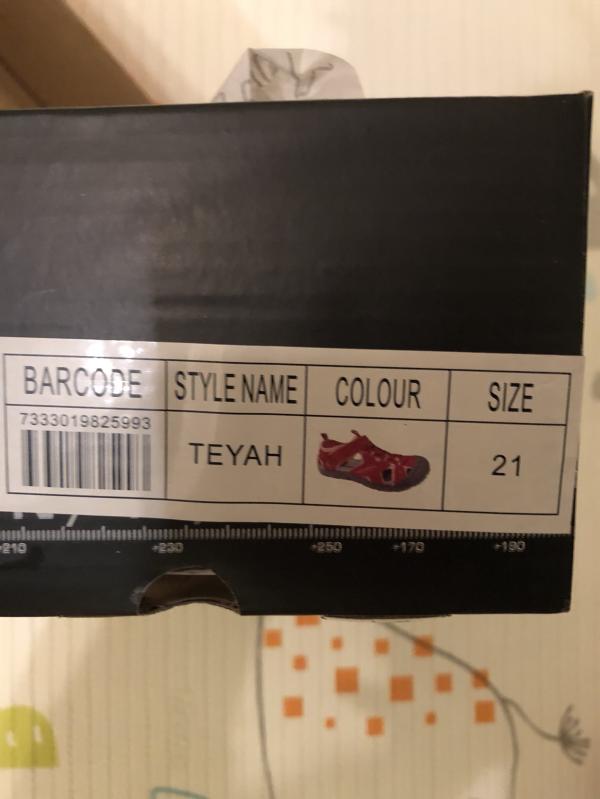 BARCODE STYLE NAME COLOUR SIZE
7333019825993
TEYAH 21
210 230 250 170 190